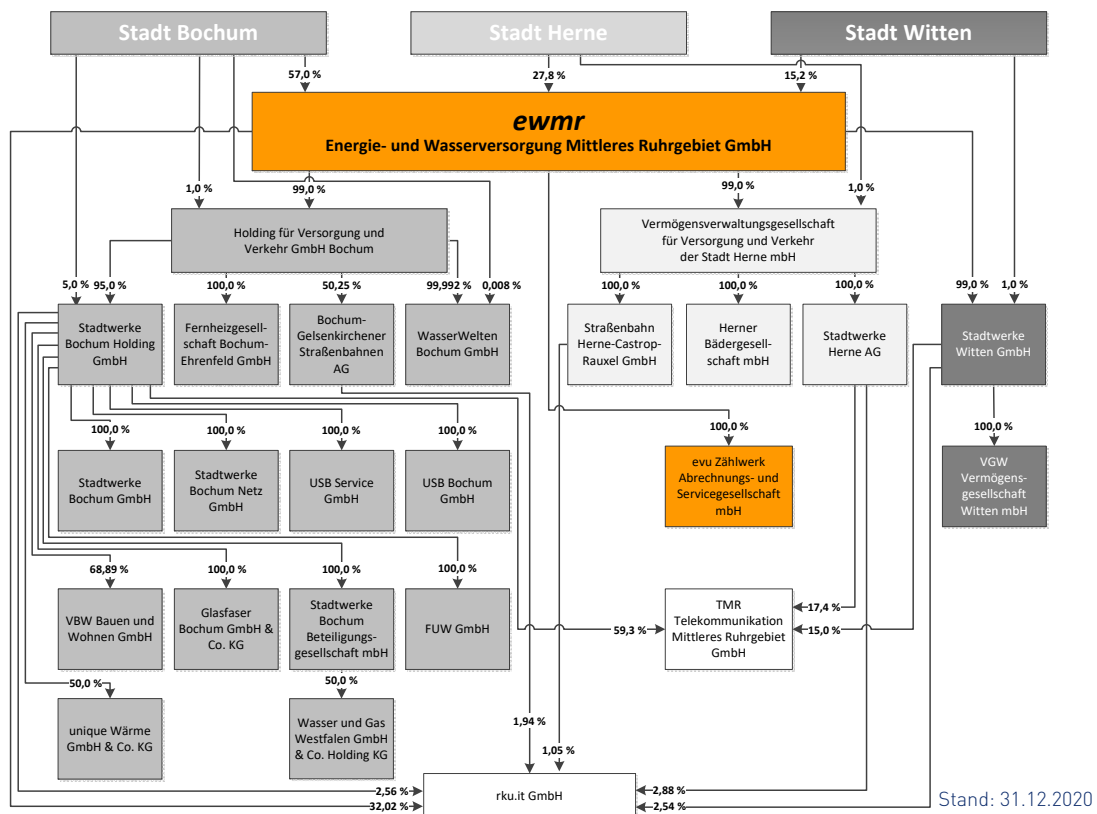 Stadt Bochum
Stadt Herne
Stadt Witten
57,0 %
27,8 %
15,2 %
ewmr
Energie- und Wasserversorgung Mittleres Ruhrgebiet GmbH
1,0 %
99,0 %
99,0 %
1,0 %
Holding für Versorgung und
Verkehr GmbH Bochum
Vermögensverwaltungsgesellschaft
für Versorgung und Verkehr
der Stadt Herne mbH
5,0 %
95,0 %
100,0 %
50,25 %
99,992 %
0,008 %
100,0 %
100,0 %
100,0 %
99,0 %
1,0 %
Stadtwerke
Bochum Holding
GmbH
Fernheizgesell-
schaft Bochum-
Ehrenfeld GmbH
Bochum-
Gelsenkirchener
Straßenbahnen
AG
WasserWelten
Bochum GmbH
Straßenbahn
Herne-Castrop-
Rauxel GmbH
Herner
Bädergesell-
schaft mbH
Stadtwerke
Herne AG
Stadtwerke
Witten GmbH
100,0 %
100,0 %
100,0 %
100,0 %
100,0 %
100,0 %
Stadtwerke
Bochum GmbH
Stadtwerke
Bochum Netz
GmbH
USB Service
GmbH
USB Bochum
GmbH
evu Zählwerk
Abrechnungs- und
Servicegesellschaft
mbH
VGW
Vermögens-
gesellschaft
Witten mbH
68,89 %
100,0 %
100,0 %
100,0 %
VBW Bauen und
Wohnen GmbH
Glasfaser
Bochum GmbH &
Co. KG
Stadtwerke
Bochum
Beteiligungs-
gesellschaft mbH
FUW GmbH
59,3 %
TMR
Telekommunikation
Mittleres Ruhrgebiet
GmbH
17,4 %
15,0 %
50,0 %
50,0 %
unique Wärme
GmbH & Co. KG
Wasser und Gas
Westfalen GmbH
& Co. Holding KG
1,94 %
1,05 %
2,56 %
32,02 %
rku.it GmbH
2,88 %
2,54 %
Stand: 31.12.2020